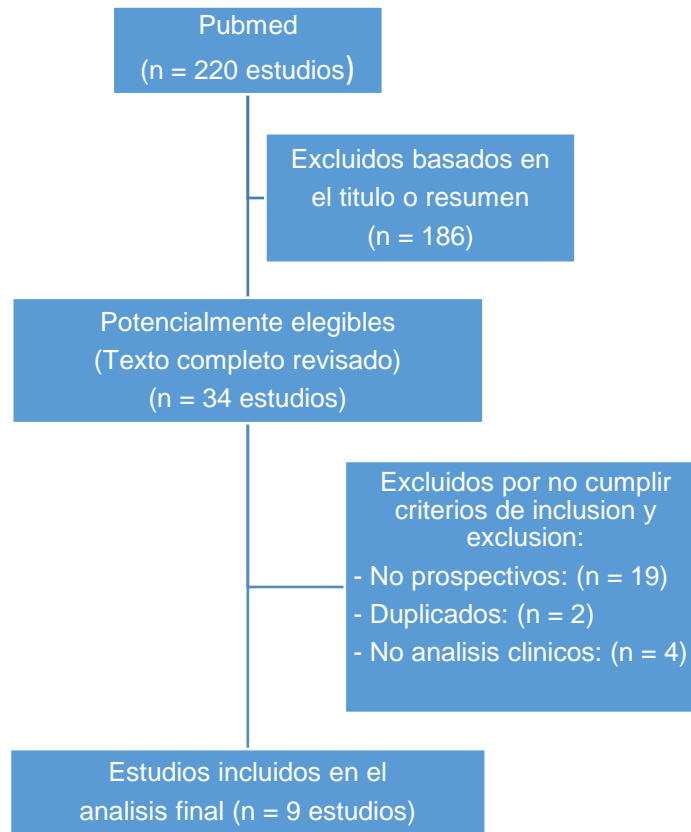 Pubmed
(n = 220 estudios)
Excluidos basados en
el titulo o resumen
(n = 186)
Potencialmente elegibles
(Texto completo revisado)
(n = 34 estudios)
Excluidos por no cumplir
criterios de inclusion y
exclusion:
- No prospectivos: (n = 19)
- Duplicados: (n = 2)
- No analisis clinicos: (n = 4)
Estudios incluidos en el
analisis final (n = 9 estudios)